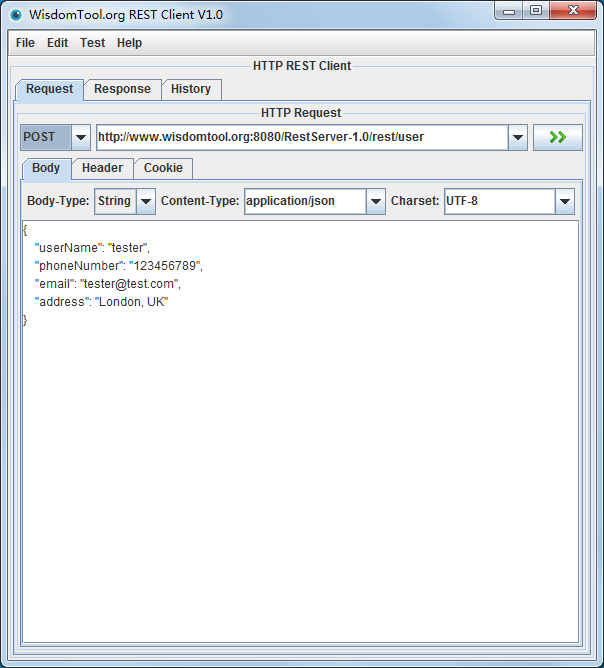 WisdomTool.org REST Client V1.0
File Edit Test Help
HTTP REST Client
Request Response History
HTTP Request
POST http://www.wisdomtool.org:8080/RestServer-1.0/rest/user
Body Header Cookie
Body-Type: String Content-Type: application/json Charset: UTF-8
{
"userName": "tester",
"phoneNumber": "123456789",
"email": "tester@test.com",
"address": "London, UK"
}